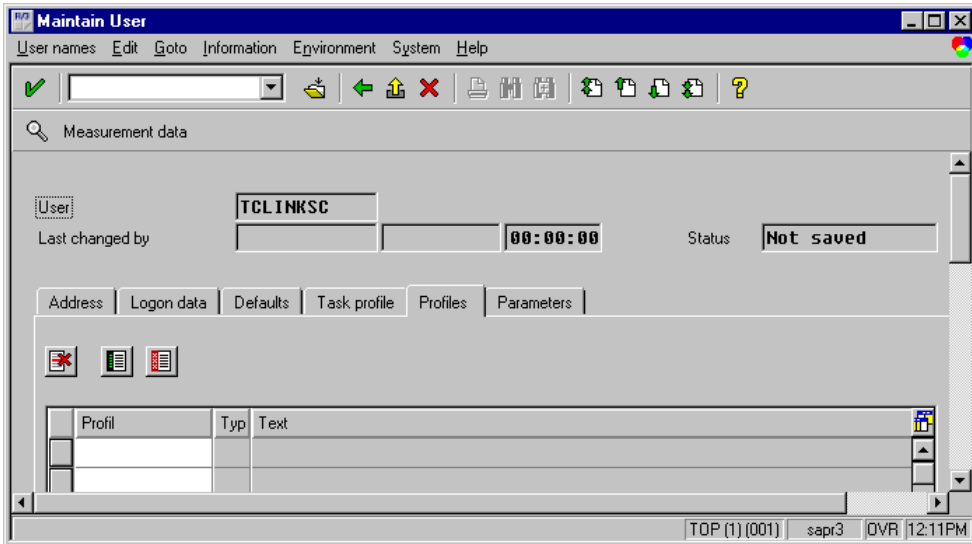 R/3 Maintain User
User names Edit Goto Information Environment System Help
Measurement data
User TCLINKSC
Last changed by 00:00:00 Status Not saved
Address Logon data Defaults Task profile Profiles Parameters
Profil Typ Text
TOP (1) (001) sapr3 OVR 12:11PM